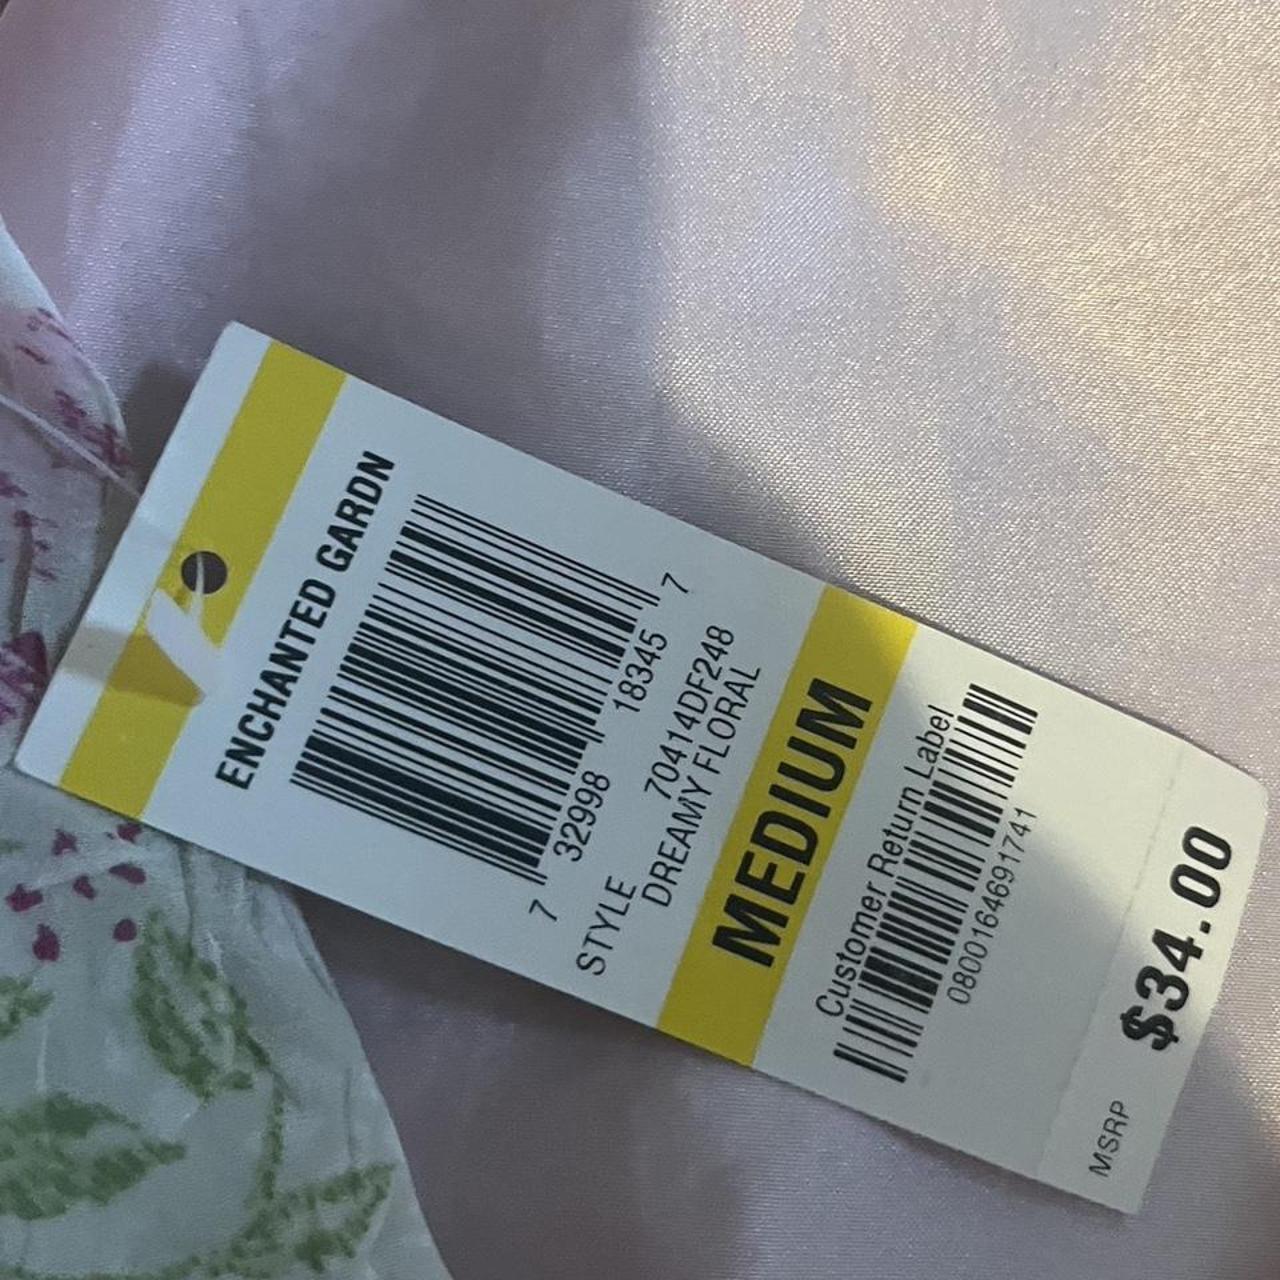 ENCHANTED GARDN
7 32998 18345 7
STYLE 70414DF248
DREAMY FLORAL
MEDIUM
Customer Return Label
0800164691741
MSRP $34.00